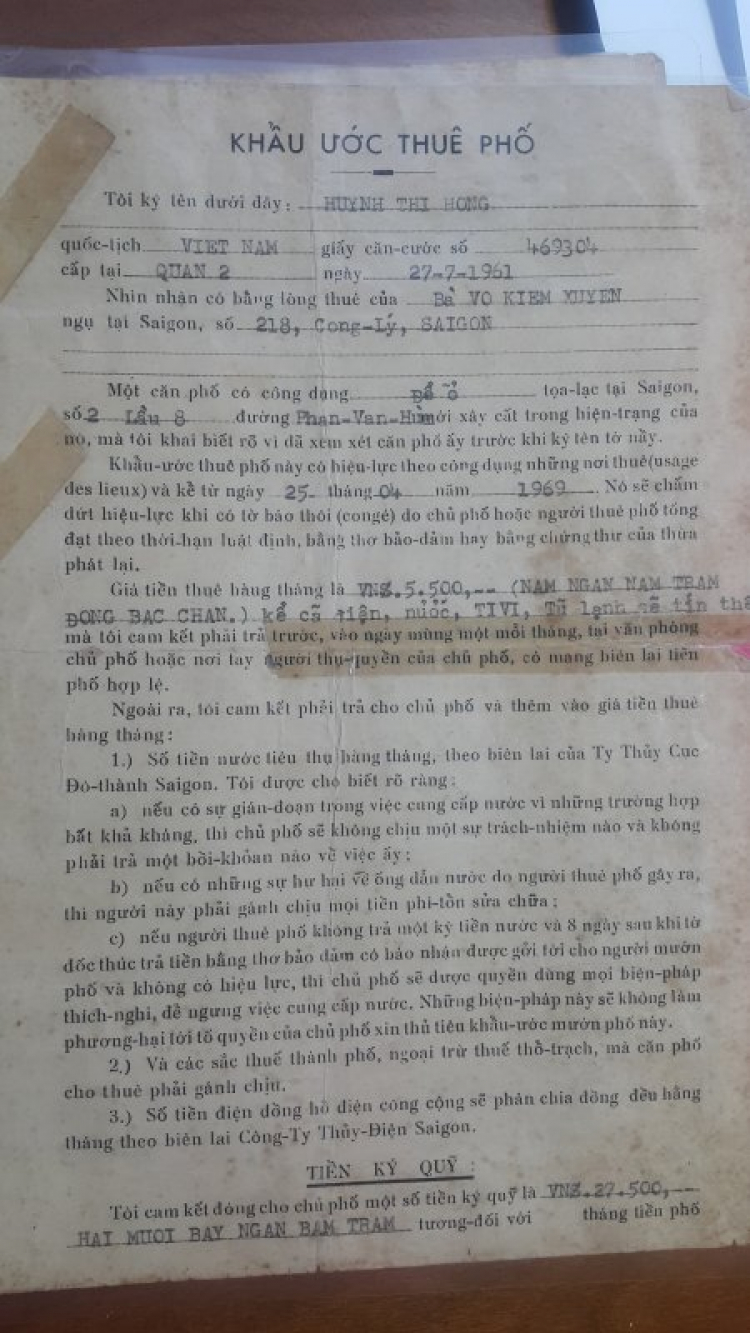 KHẦU ƯỚC THUÊ PHỐ
Tôi ký tên dưới đây: HUYNH THI HONG
quốc-tịch VIET NAM giấy căn-cước số 469304
cấp tại QUAN 2 ngày 27-7-1961
Nhìn nhận có bằng lòng thuê của Bà VO KIEM XUYEN
ngụ tại Saigon, số 218, Cong-Lý, SAIGON
Một căn phố có công dụng Để ở tọa-lạc tại Saigon,
số 2 Lầu 8 đường Phan-Van-Hùm mới xây cất trong hiện-trạng của
nó, mà tôi khai biết rõ vì đã xem xét căn phố ấy trước khi ký tên tờ nầy.
Khẩu-ước thuê phố này có hiệu-lực theo công dụng những nơi thuê (usage
des lieux) và kể từ ngày 25- tháng 04 năm 1969. Nó sẽ chấm
dứt hiệu-lực khi có tờ báo thôi (congé) do chủ phố hoặc người thuê phố tống
đạt theo thời-hạn luật định, bằng thơ bảo-đảm hay bằng chứng thư của thừa
phát lại.
Giá tiền thuê hàng tháng là VN$.5.500,-- (NAM NGAN NAM TRAM
ĐONG BAC CHAN.) kể cã điện, nước, TIVI, Tũ lạnh sẽ tín thê
mà tôi cam kết phải trả trước, vào ngày mùng một mỗi tháng, tại văn phòng
chủ phố hoặc nơi tay người thụ-quyền của chủ phố, có mang biên lai tiền
phố hợp lệ.
Ngoài ra, tôi cam kết phải trả cho chủ phố và thêm vào giá tiền thuê
hàng tháng:
1.) Số tiền nước tiêu thụ hàng tháng, theo biên lai của Ty Thủy Cục
Đô-thành Saigon. Tôi được cho biết rõ ràng:
a) nếu có sự gián-đoạn trong việc cung cấp nước vì những trường hợp
bất khả kháng, thì chủ phố sẽ không chịu một sự trách-nhiệm nào và không
phải trả một bồi-khoản nào về việc ấy;
b) nếu có những sự hư hại về ống dẫn nước do người thuê phố gây ra,
thì người này phải gánh chịu mọi tiền phí-tổn sửa chữa;
c) nếu người thuê phố không trả một kỳ tiền nước và 8 ngày sau khi tờ
đốc thúc trả tiền bằng thơ bảo đảm có báo nhận được gởi tới cho người mướn
phố và không có hiệu lực, thì chủ phố sẽ được quyền dùng mọi biện-pháp
thích-nghi, để ngưng việc cung cấp nước. Những biện-pháp này sẽ không làm
phương-hại tới tố quyền của chủ phố xin thủ tiêu khẩu-ước mướn phố này.
2.) Và các sắc thuế thành phố, ngoại trừ thuế thổ-trạch, mà căn phố
cho thuê phải gánh chịu.
3.) Số tiền điện đồng hồ điện công cộng sẽ phân chia đồng đều hằng
tháng theo biên lai Công-Ty Thủy-Điện Saigon.
TIỀN KÝ QUỸ :
Tôi cam kết đóng cho chủ phố một số tiền ký quỹ là VN$.27.500,--
HAI MUOI BAY NGAN BAM TRAM tương-đối với tháng tiền phố